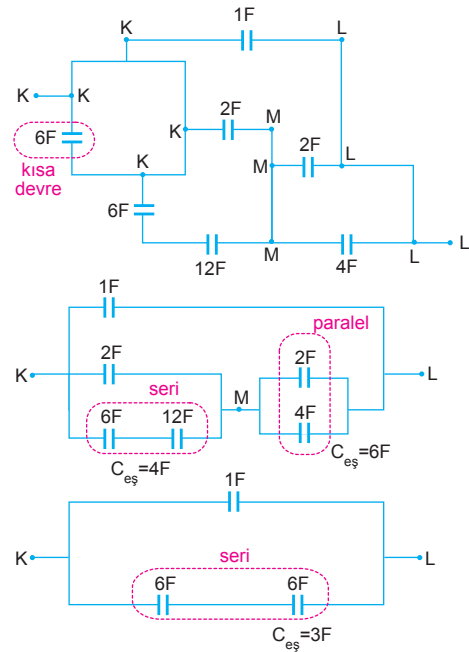 1F
K L
K K
2F
M
6F K 2F
M L
kısa
devre
K
6F
M L L
12F 4F
1F
paralel
2F 2F
seri
K M L
6F 12F 4F
Ceş=4F Ceş=6F
1F
K L
seri
6F 6F
Ceş=3F